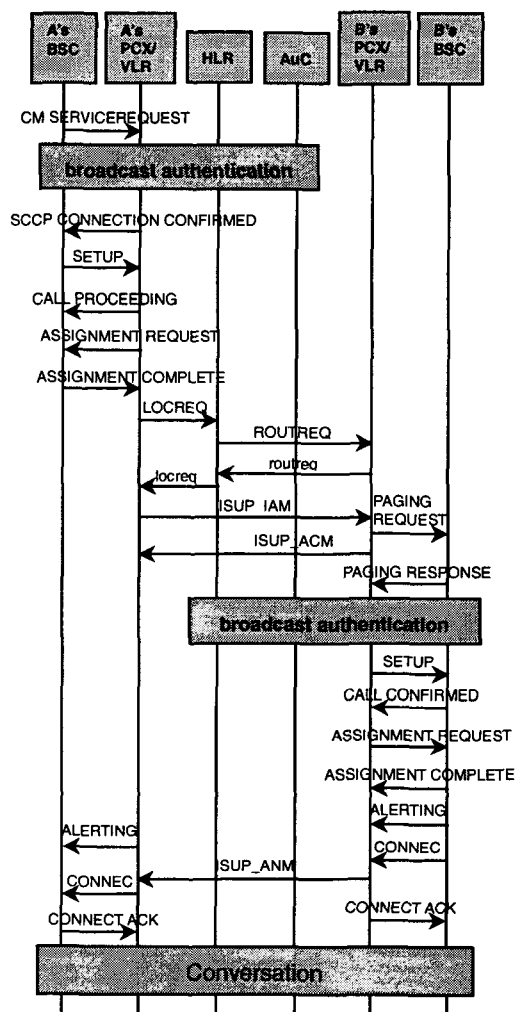 A's
BSC
A's
PCX/
VLR
HLR
AuC
B's
PCX/
VLR
B's
BSC
CM SERVICEREQUEST
broadcast authentication
SCCP CONNECTION CONFIRMED
SETUP
CALL PROCEEDING
ASSIGNMENT REQUEST
ASSIGNMENT COMPLETE
LOCREQ
ROUTREQ
routreq
locreq
ISUP_IAM
PAGING
REQUEST
ISUP_ACM
PAGING RESPONSE
broadcast authentication
SETUP
CALL CONFIRMED
ASSIGNMENT REQUEST
ASSIGNMENT COMPLETE
ALERTING
ALERTING
CONNEC
ISUP_ANM
CONNEC
CONNECT ACK
CONNECT ACK
Conversation